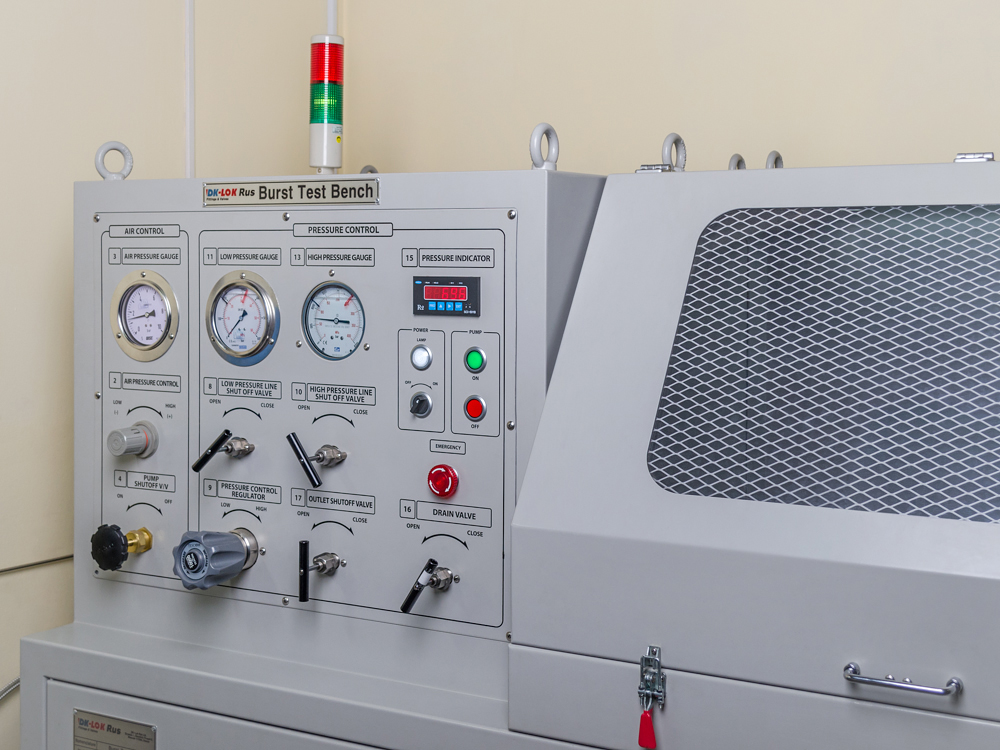 DK-LOK Rus Burst Test Bench
Fittings & Valves
AIR CONTROL
3 AIR PRESSURE GAUGE
2 AIR PRESSURE CONTROL
LOW HIGH
(-) (+)
4 PUMP
SHUTOFF V/V
ON OFF
PRESSURE CONTROL
11 LOW PRESSURE GAUGE
13 HIGH PRESSURE GAUGE
15 PRESSURE INDICATOR
8 LOW PRESSURE LINE
SHUT OFF VALVE
OPEN CLOSE
10 HIGH PRESSURE LINE
SHUT OFF VALVE
OPEN CLOSE
POWER
LAMP
OFF ON
PUMP
ON
OFF
EMERGENCY
9 PRESSURE CONTROL
REGULATOR
LOW HIGH
17 OUTLET SHUTOFF VALVE
OPEN CLOSE
16 DRAIN VALVE
OPEN CLOSE
DK-LOK Rus